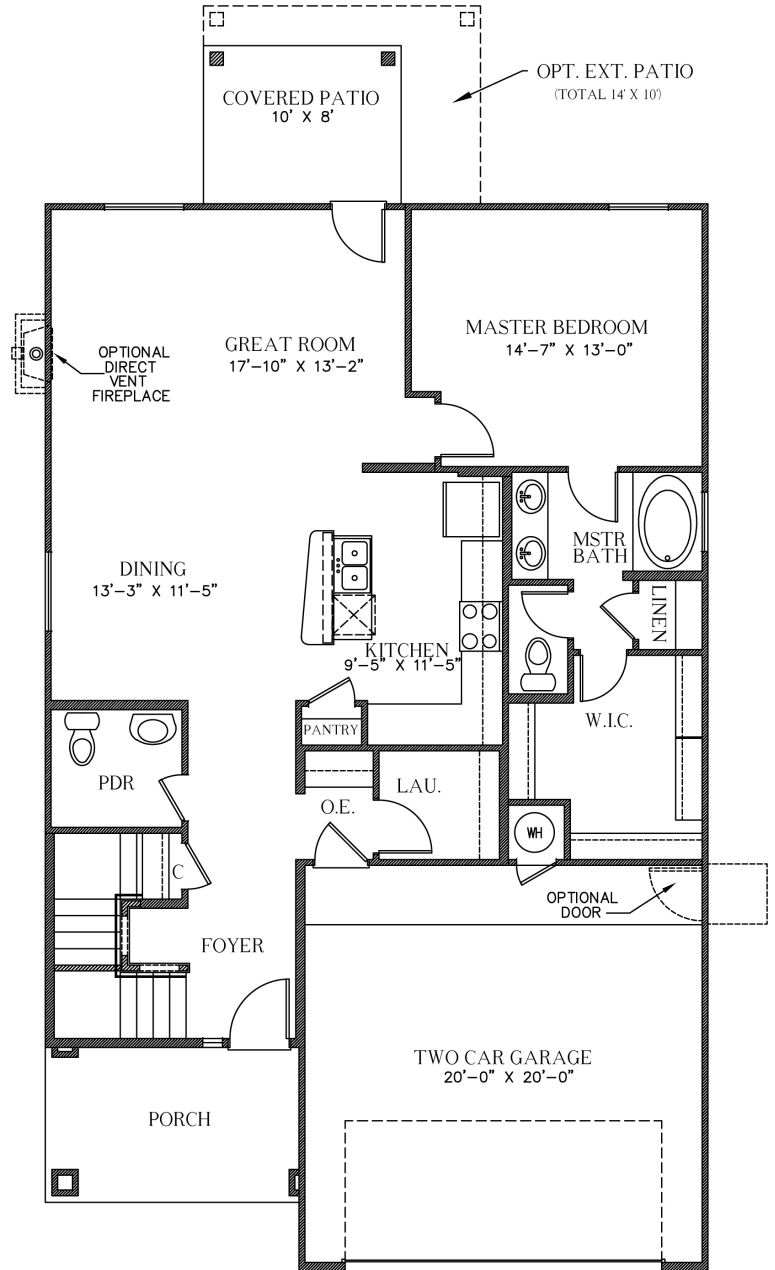 COVERED PATIO
10' X 8'
OPT. EXT. PATIO
(TOTAL 14' X 10')
GREAT ROOM
17'-10" X 13'-2"
MASTER BEDROOM
14'-7" X 13'-0"
OPTIONAL
DIRECT
VENT
FIREPLACE
DINING
13'-3" X 11'-5"
MSTR
BATH
LINEN
KITCHEN
9'-5" X 11'-5"
PANTRY
W.I.C.
PDR
LAU.
O.E.
WH
C
OPTIONAL
DOOR
FOYER
TWO CAR GARAGE
20'-0" X 20'-0"
PORCH